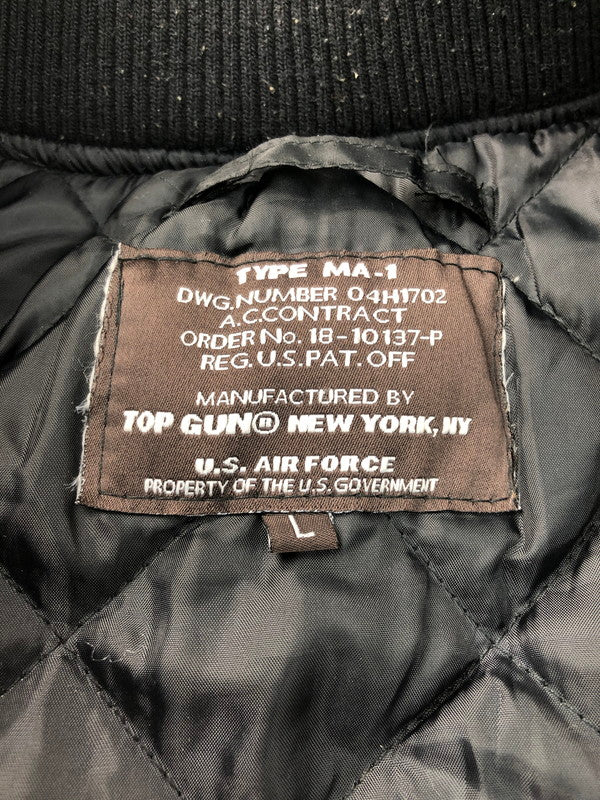 TYPE MA-1
DWG.NUMBER 04H1702
A.C.CONTRACT
ORDER No. 18-10137-P
REG.U.S.PAT.OFF
MANUFACTURED BY
TOP GUN® NEW YORK, NY
U.S. AIR FORCE
PROPERTY OF THE U.S. GOVERNMENT
L